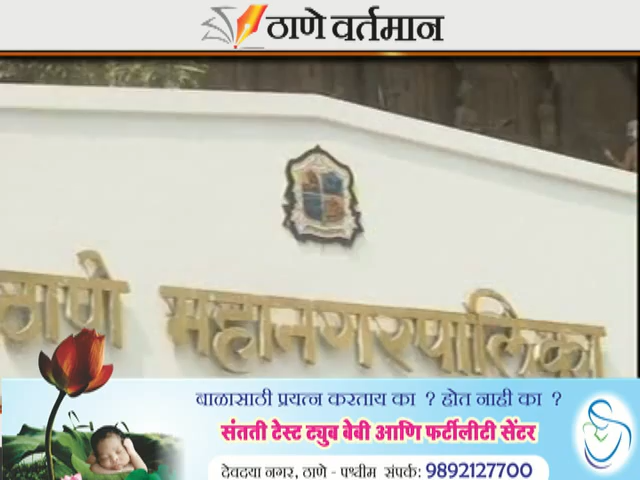 ठाणे वर्तमान
ठाणे महानगरपालिका
बाळासाठी प्रयत्न करताय का ? होत नाही का ?
संतती टेस्ट ट्युब बेबी आणि फर्टीलीटी सेंटर
देवदया नगर, ठाणे - पश्चीम संपर्क: 9892127700